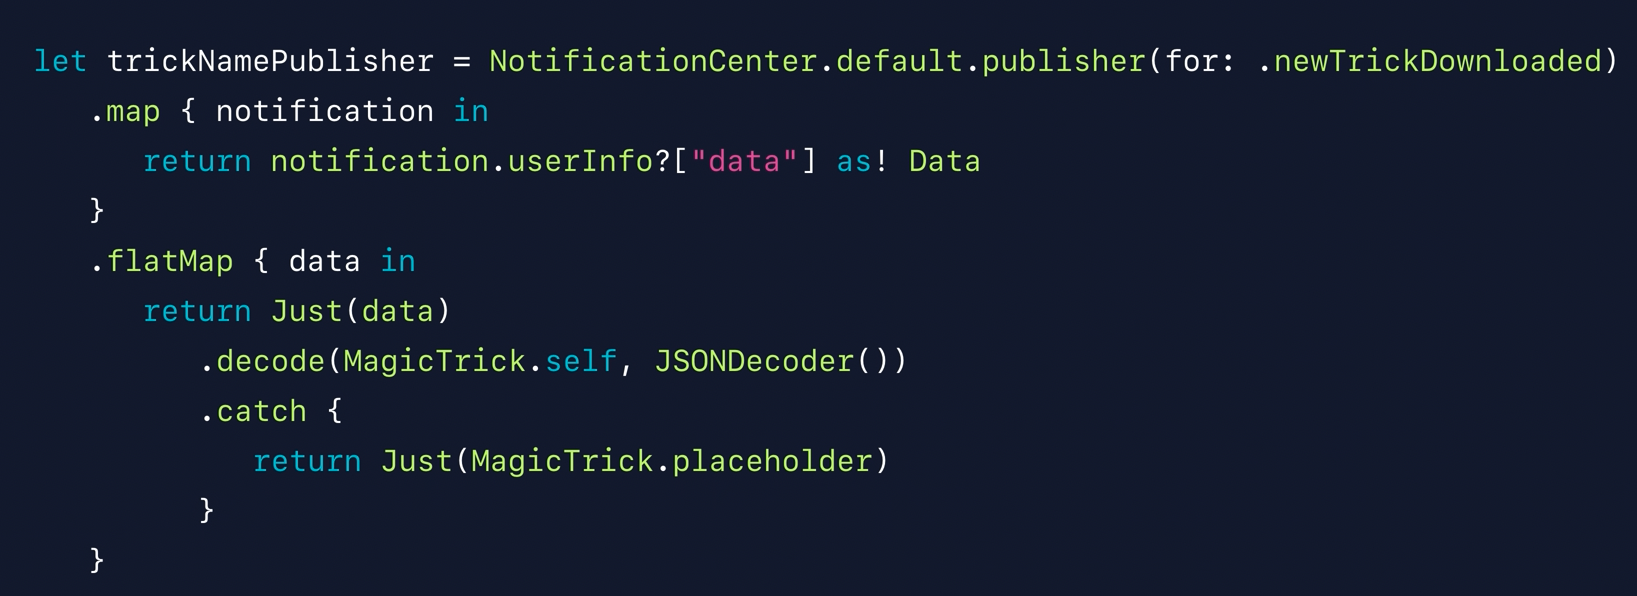 let trickNamePublisher = NotificationCenter.default.publisher(for: .newTrickDownloaded)
   .map { notification in
      return notification.userInfo?["data"] as! Data
   }
   .flatMap { data in
      return Just(data)
         .decode(MagicTrick.self, JSONDecoder())
         .catch {
            return Just(MagicTrick.placeholder)
         }
   }